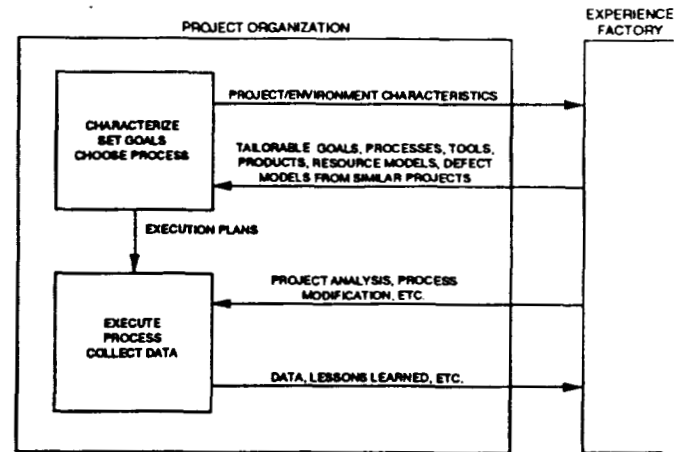 PROJECT ORGANIZATION
EXPERIENCE
FACTORY
CHARACTERIZE
SET GOALS
CHOOSE PROCESS
PROJECT/ENVIRONMENT CHARACTERISTICS
TAILORABLE GOALS, PROCESSES, TOOLS,
PRODUCTS, RESOURCE MODELS, DEFECT
MODELS FROM SIMILAR PROJECTS
EXECUTION PLANS
EXECUTE
PROCESS
COLLECT DATA
PROJECT ANALYSIS, PROCESS
MODIFICATION, ETC.
DATA, LESSONS LEARNED, ETC.